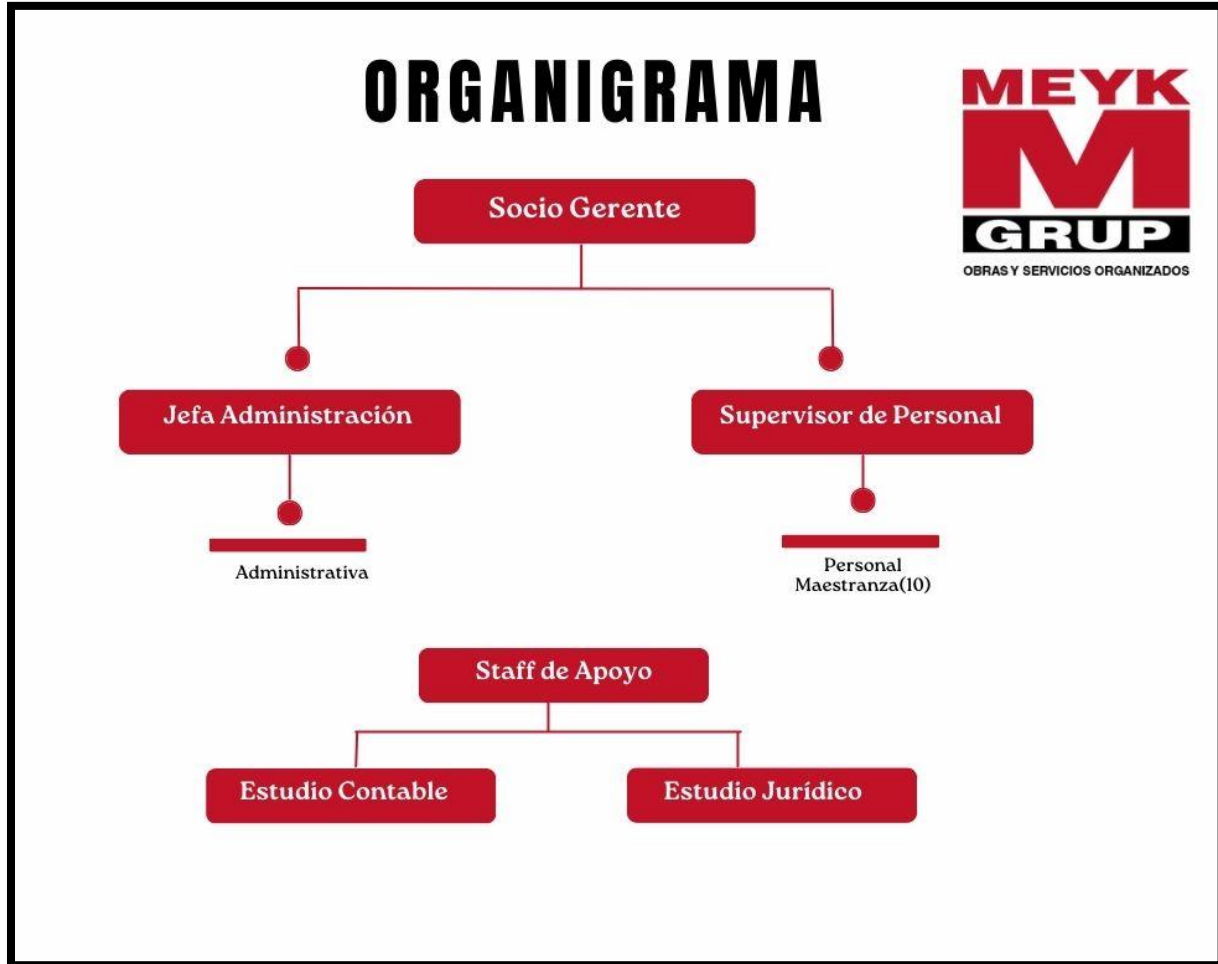 ORGANIGRAMA
MEYK
M
GRUP
OBRAS Y SERVICIOS ORGANIZADOS
Socio Gerente
Jefa Administración
Supervisor de Personal
Administrativa
Personal
Maestranza(10)
Staff de Apoyo
Estudio Contable
Estudio Jurídico